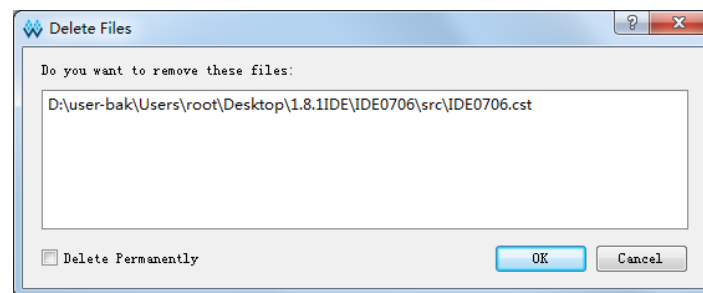 Delete Files
Do you want to remove these files:
D:\user-bak\Users\root\Desktop\1.8.1IDE\IDE0706\src\IDE0706.cst
Delete Permanently
OK
Cancel